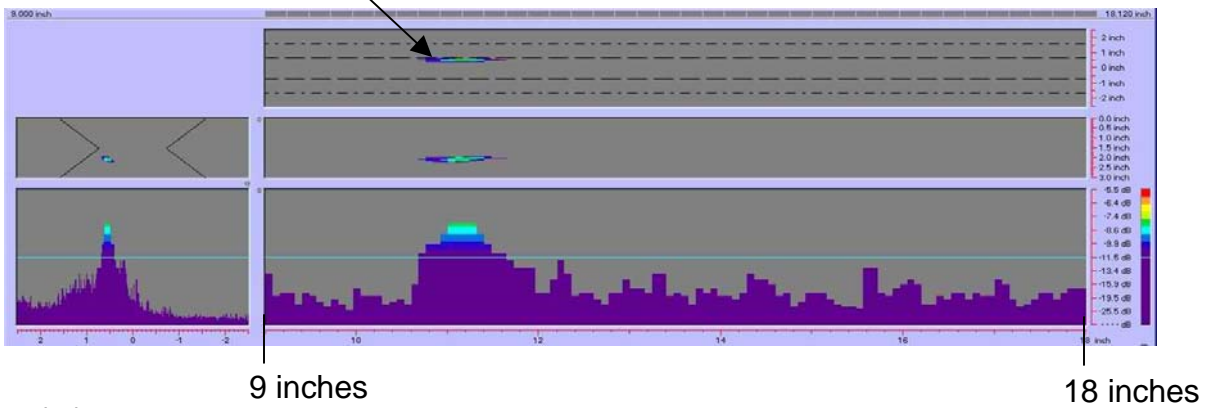 9.000 inch 18.120 inch
2 inch
1 inch
0 inch
-1 inch
-2 inch
0 0.0 inch
0.5 inch
1.0 inch
1.5 inch
2.0 inch
2.5 inch
3.0 inch
0 -5.5 dB
-6.4 dB
-7.4 dB
-8.6 dB
-9.9 dB
-11.5 dB
-13.4 dB
-15.9 dB
-19.5 dB
-25.5 dB
---- dB
2 1 0 -1 -2 10 12 14 16 18 inch
9 inches 18 inches